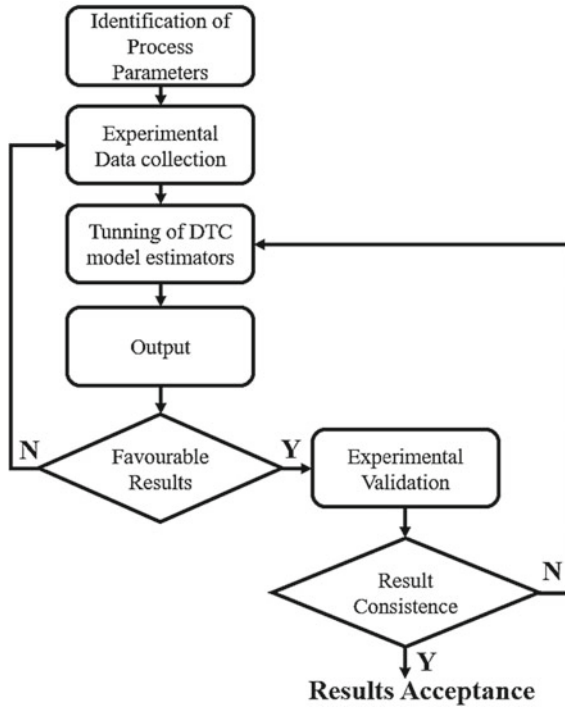 Identification of
Process
Parameters
Experimental
Data collection
Tunning of DTC
model estimators
Output
N
Favourable
Results
Y
Experimental
Validation
Result
Consistence
N
Y
Results Acceptance